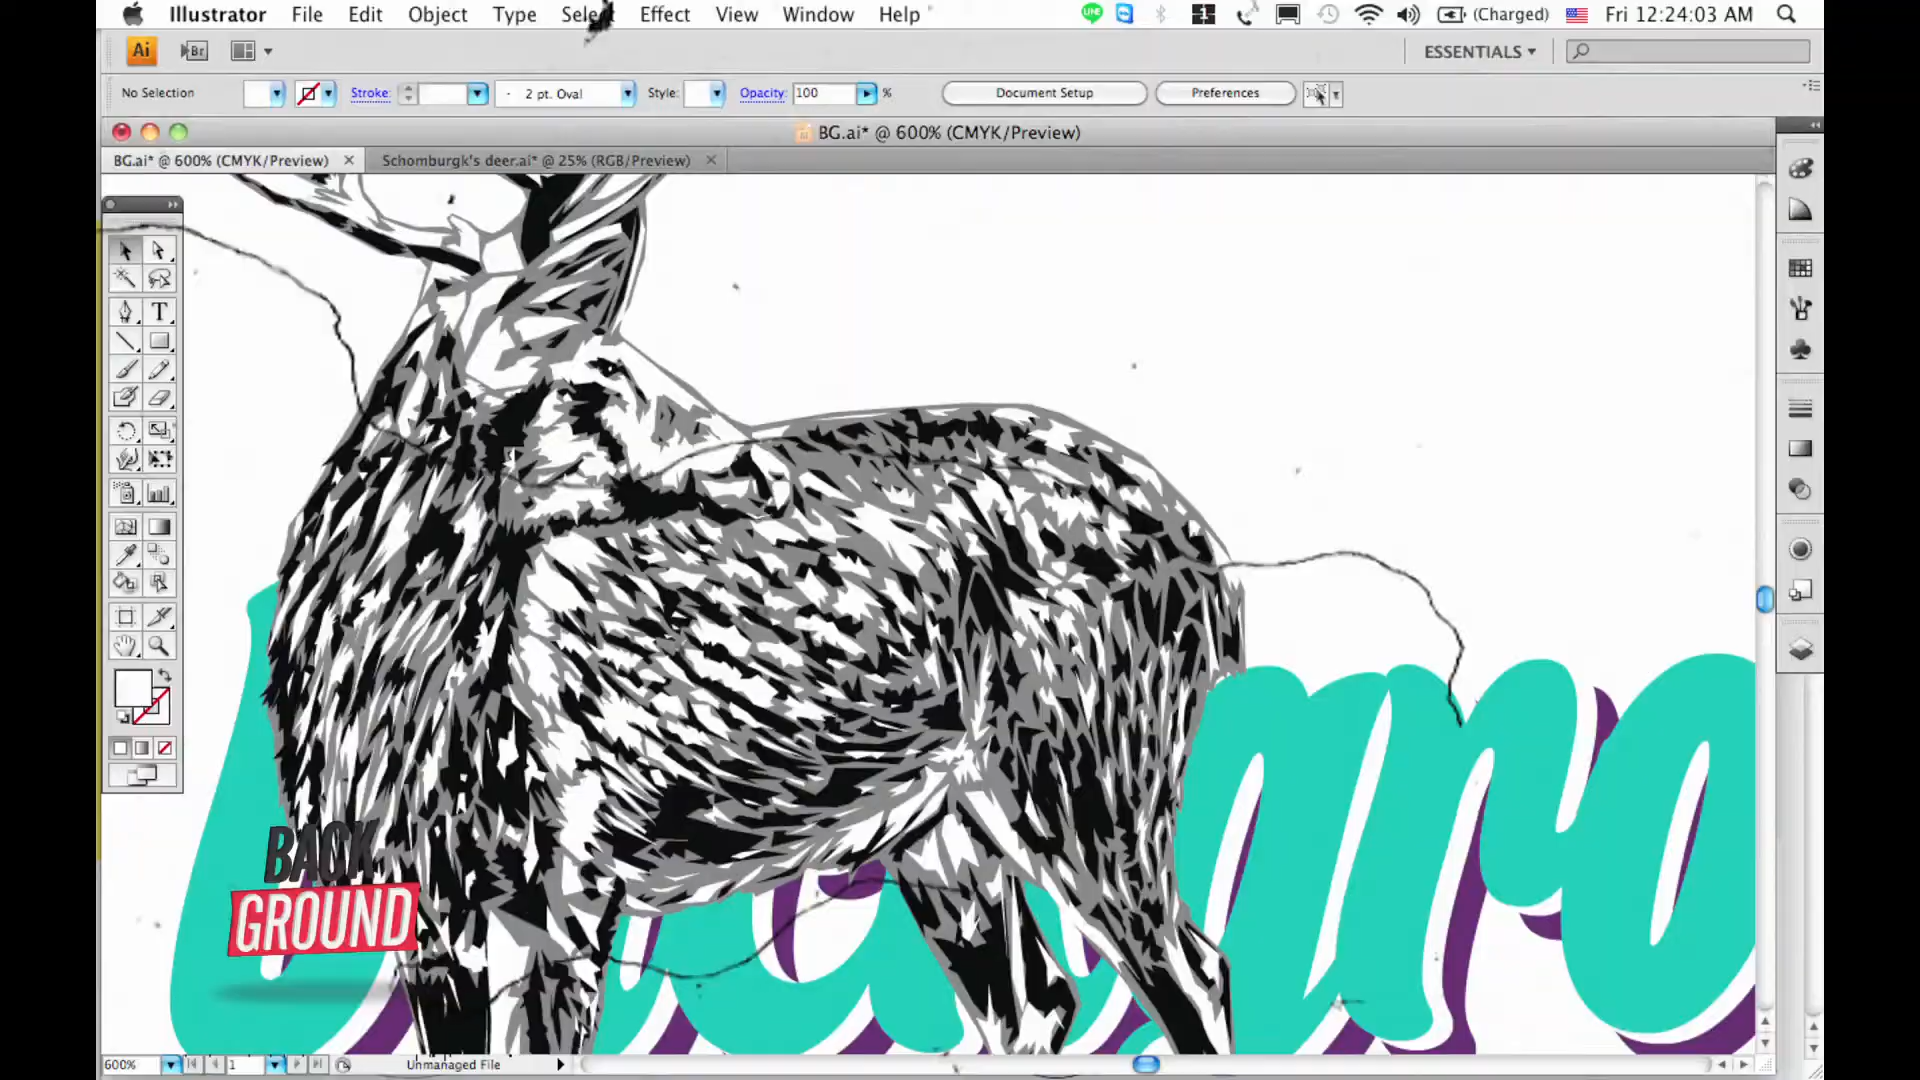 Illustrator File Edit Object Type Select Effect View Window Help
(Charged) Fri 12:24:03 AM
Ai Br ESSENTIALS
No Selection Stroke: 2 pt. Oval Style: Opacity: 100 % Document Setup Preferences
BG.ai* @ 600% (CMYK/Preview)
BG.ai* @ 600% (CMYK/Preview) Schomburgk's deer.ai* @ 25% (RGB/Preview)
BACK
GROUND
600% 1 Unmanaged File